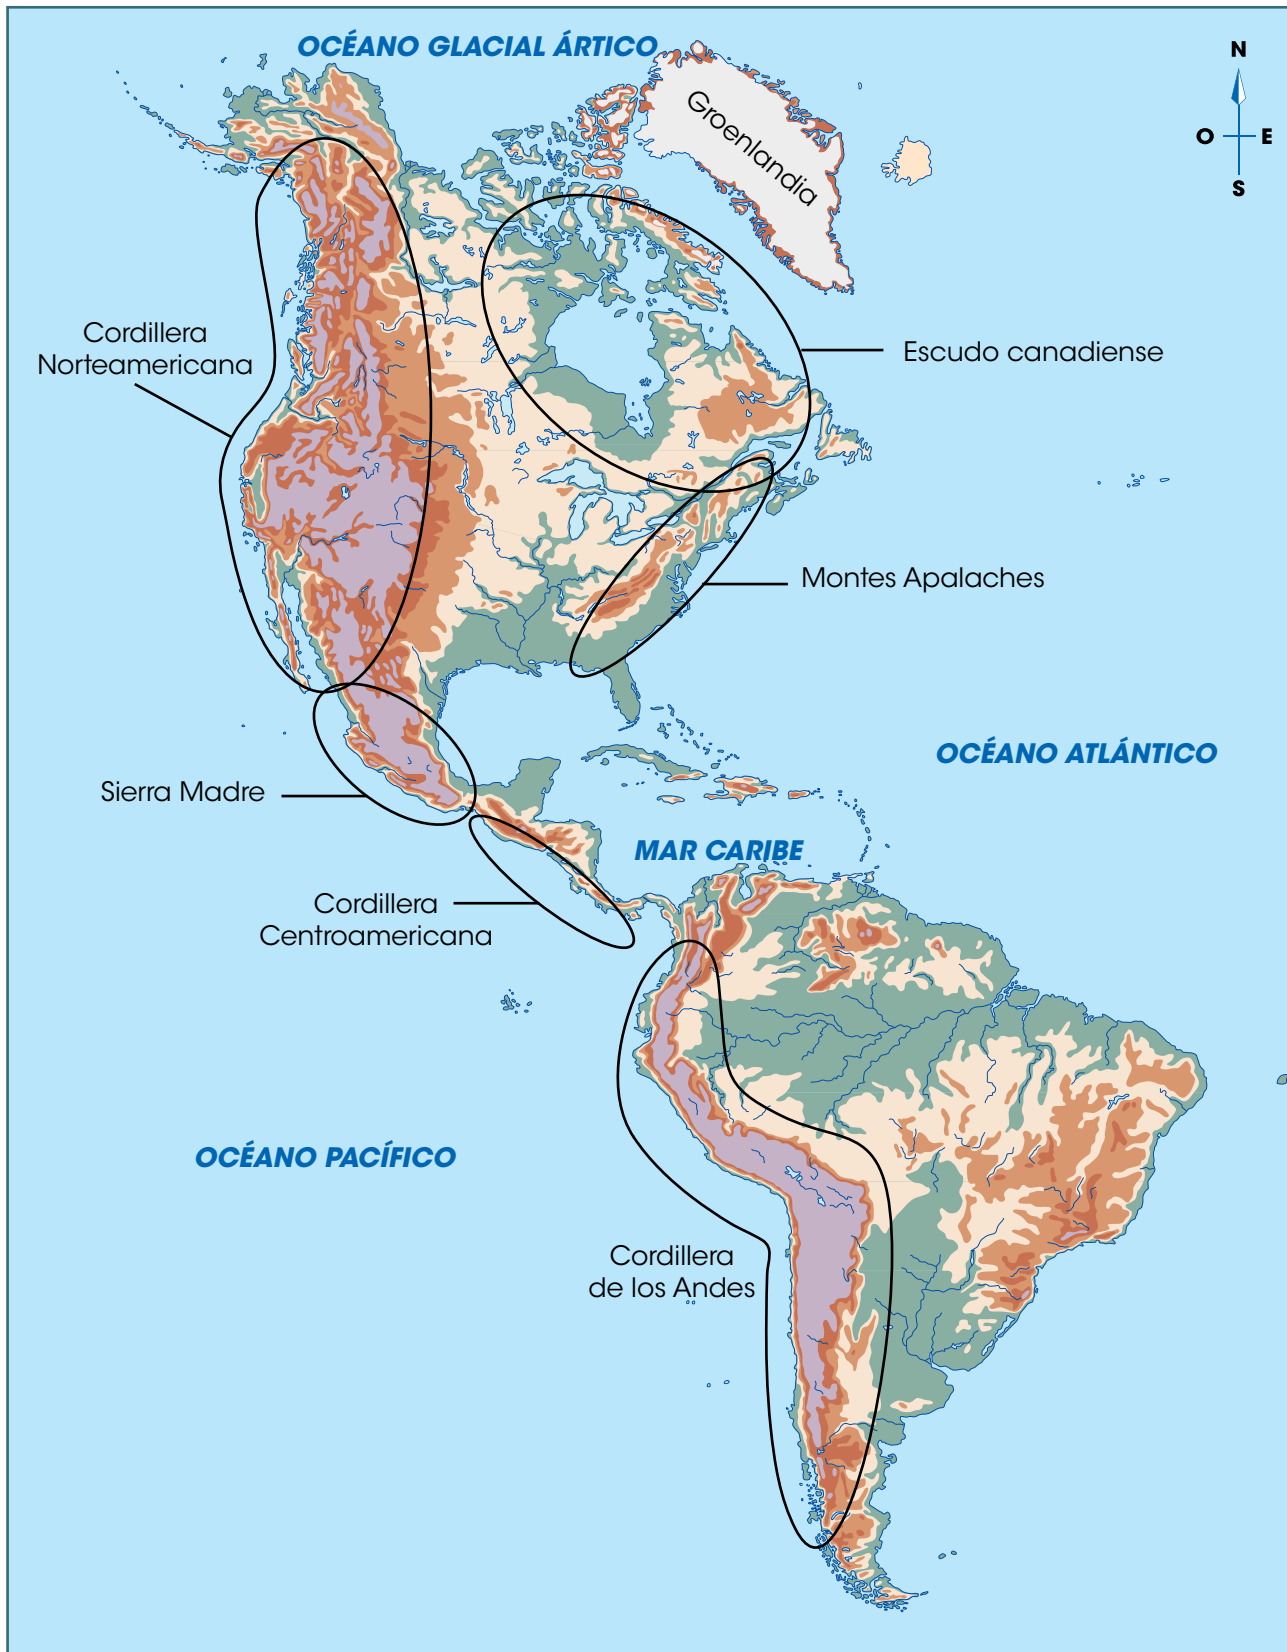 OCÉANO GLACIAL ÁRTICO
N
O E
S
Groenlandia
Cordillera
Norteamericana
Escudo canadiense
Montes Apalaches
OCÉANO ATLÁNTICO
Sierra Madre
MAR CARIBE
Cordillera
Centroamericana
OCÉANO PACÍFICO
Cordillera
de los Andes